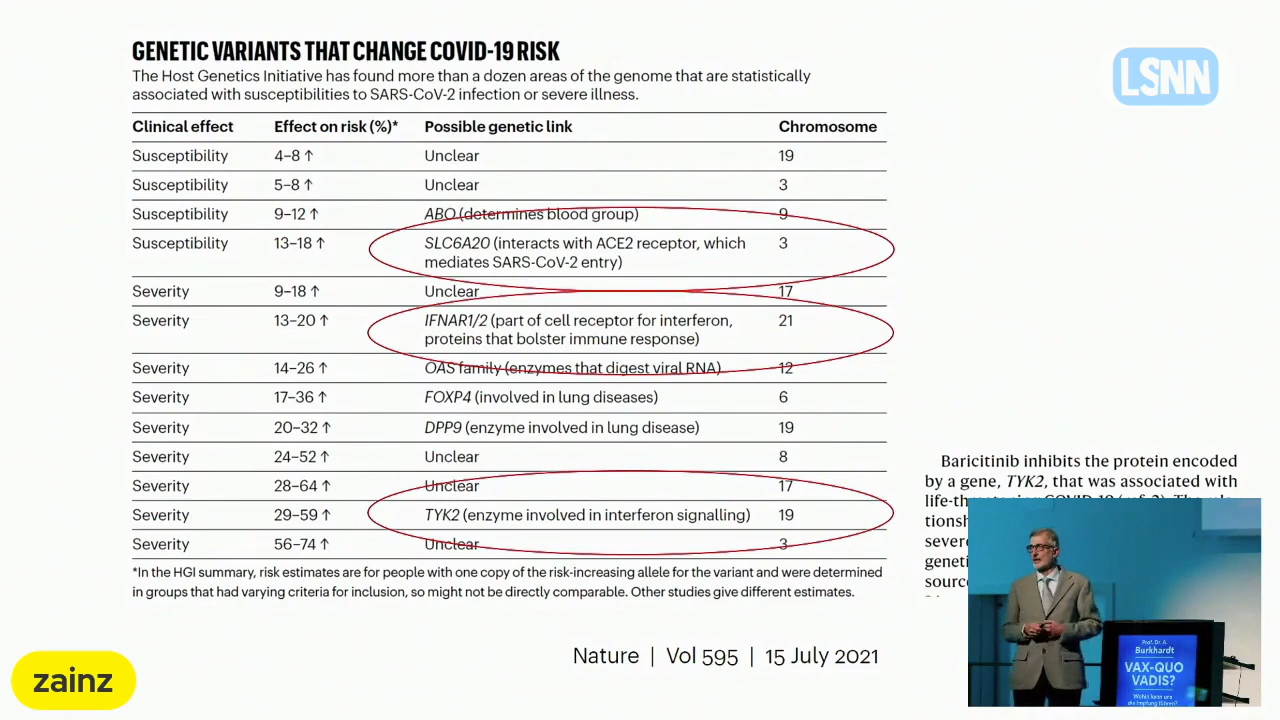 GENETIC VARIANTS THAT CHANGE COVID-19 RISK
The Host Genetics Initiative has found more than a dozen areas of the genome that are statistically
associated with susceptibilities to SARS-CoV-2 infection or severe illness.
Clinical effect Effect on risk (%)* Possible genetic link Chromosome
Susceptibility 4–8 ↑ Unclear 19
Susceptibility 5–8 ↑ Unclear 3
Susceptibility 9–12 ↑ ABO (determines blood group) 9
Susceptibility 13–18 ↑ SLC6A20 (interacts with ACE2 receptor, which 3
mediates SARS-CoV-2 entry)
Severity 9–18 ↑ Unclear 17
Severity 13–20 ↑ IFNAR1/2 (part of cell receptor for interferon, 21
proteins that bolster immune response)
Severity 14–26 ↑ OAS family (enzymes that digest viral RNA) 12
Severity 17–36 ↑ FOXP4 (involved in lung diseases) 6
Severity 20–32 ↑ DPP9 (enzyme involved in lung disease) 19
Severity 24–52 ↑ Unclear 8
Severity 28–64 ↑ Unclear 17
Severity 29–59 ↑ TYK2 (enzyme involved in interferon signalling) 19
Severity 56–74 ↑ Unclear 3
*In the HGI summary, risk estimates are for people with one copy of the risk-increasing allele for the variant and were determined
in groups that had varying criteria for inclusion, so might not be directly comparable. Other studies give different estimates.
Nature | Vol 595 | 15 July 2021
LSNN
Baricitinib inhibits the protein encoded
by a gene, TYK2, that was associated with
zainz
Prof. Dr. A.
Burkhardt
VAX-QUO
VADIS?
Wohin kann uns
die Impfung führen?